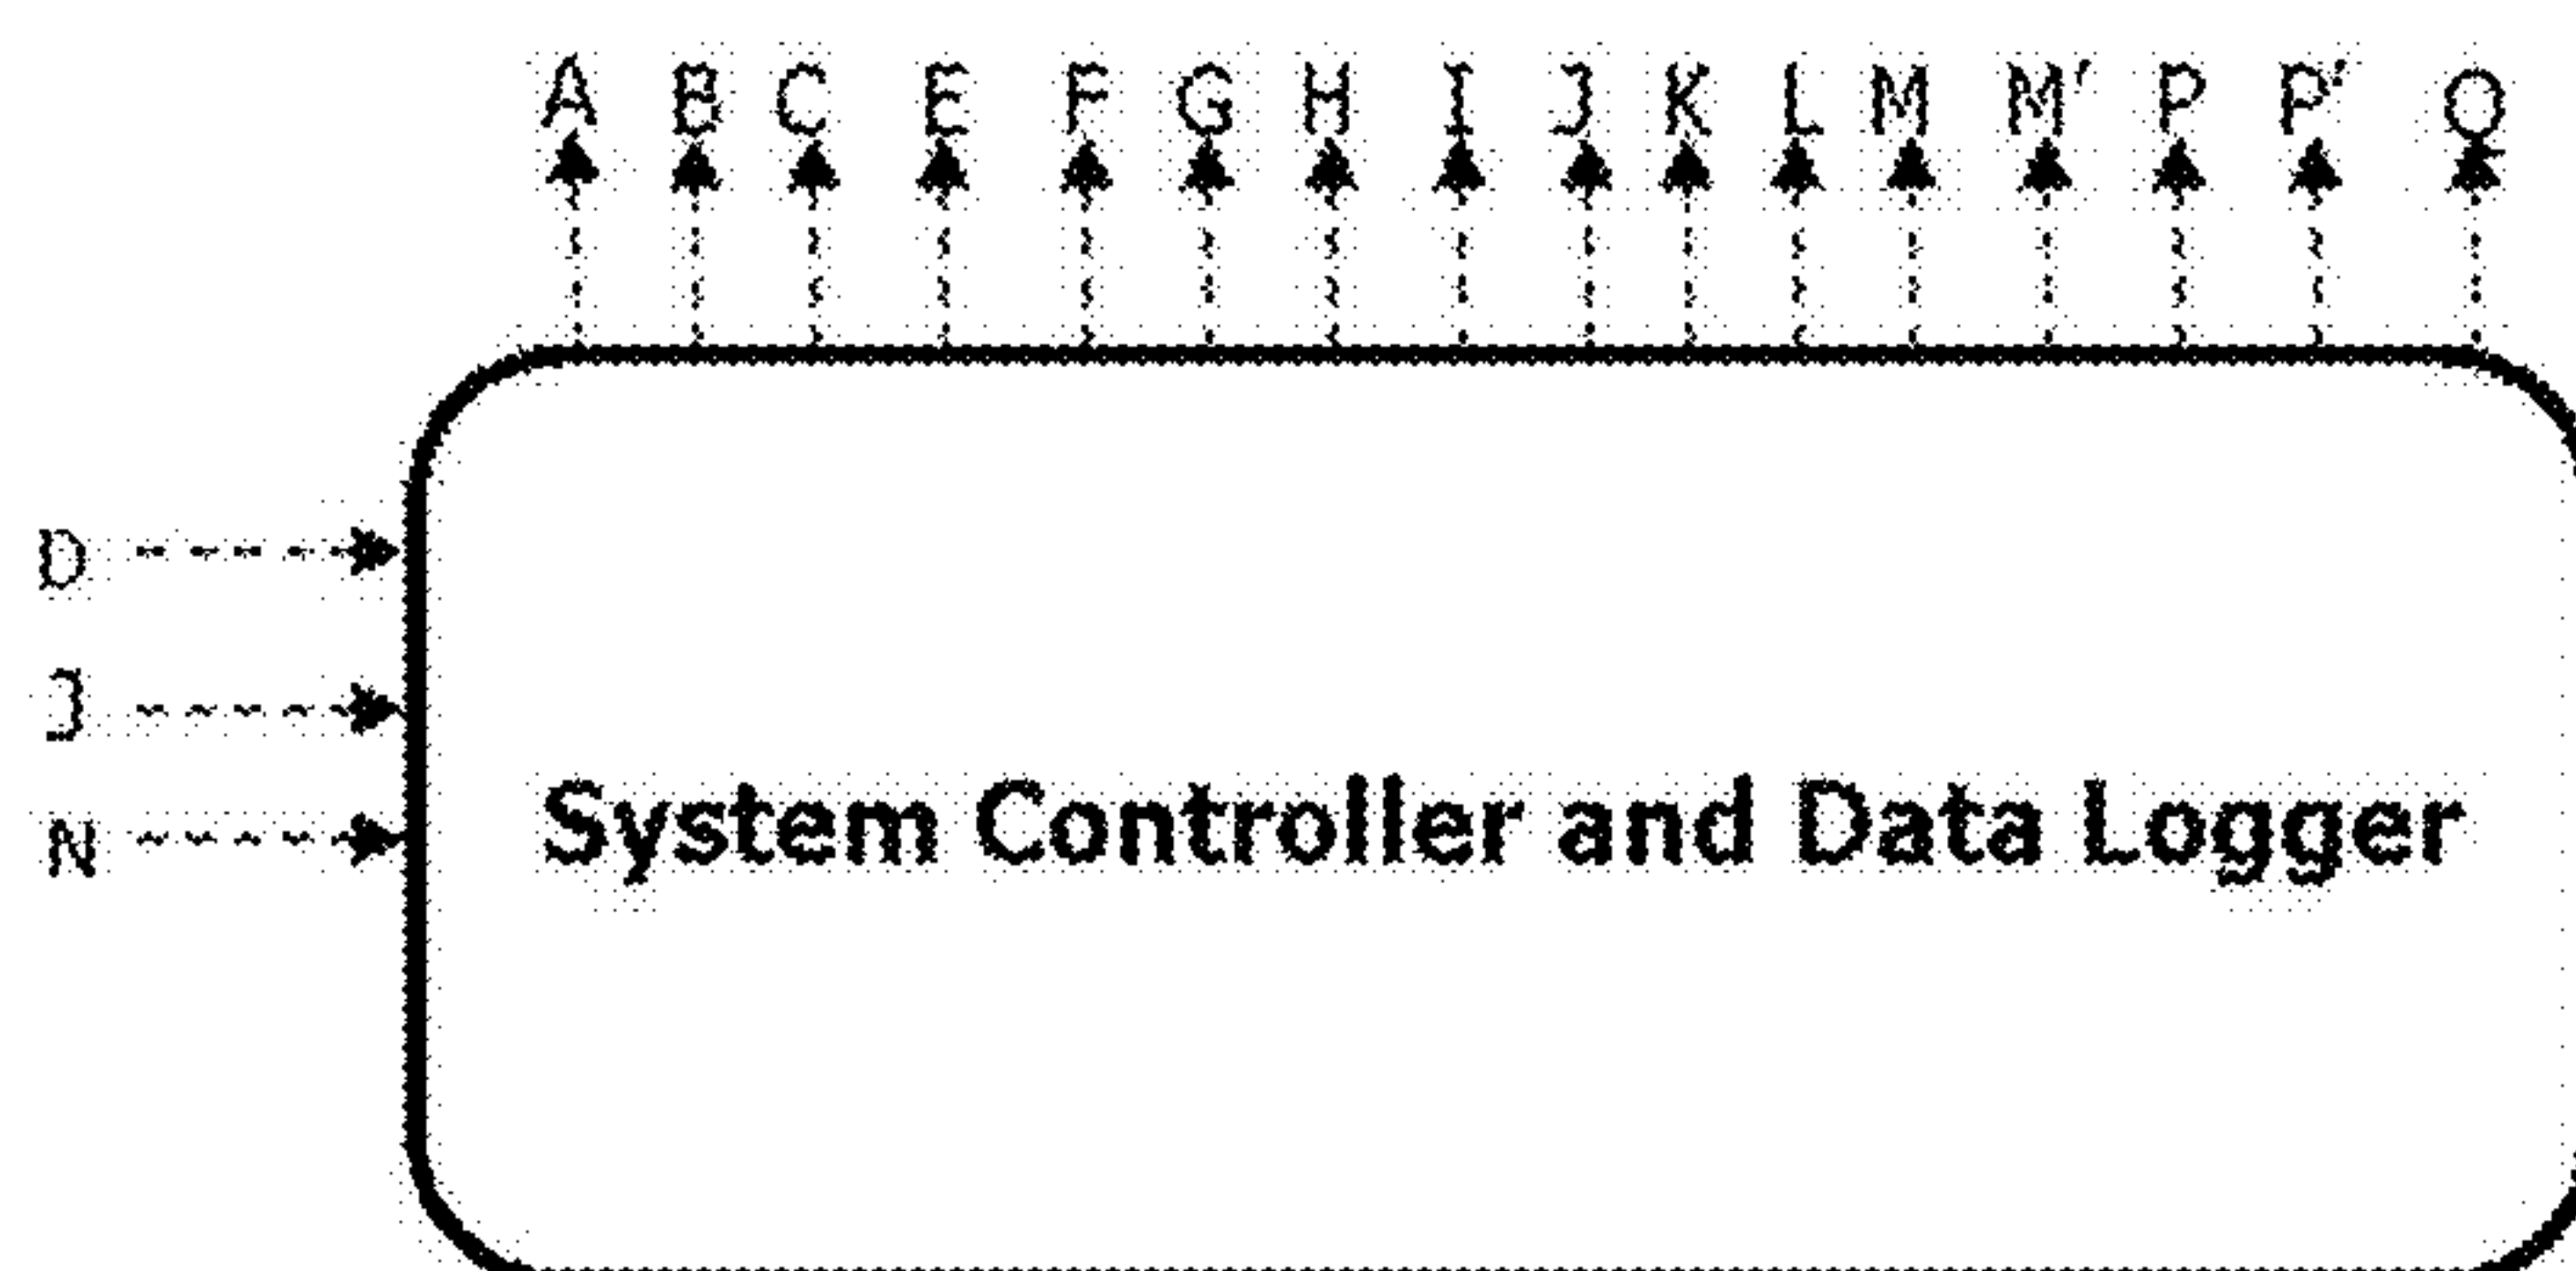 A B C E F G H I J K L M M' P P' Q
D
J
N
System Controller and Data Logger